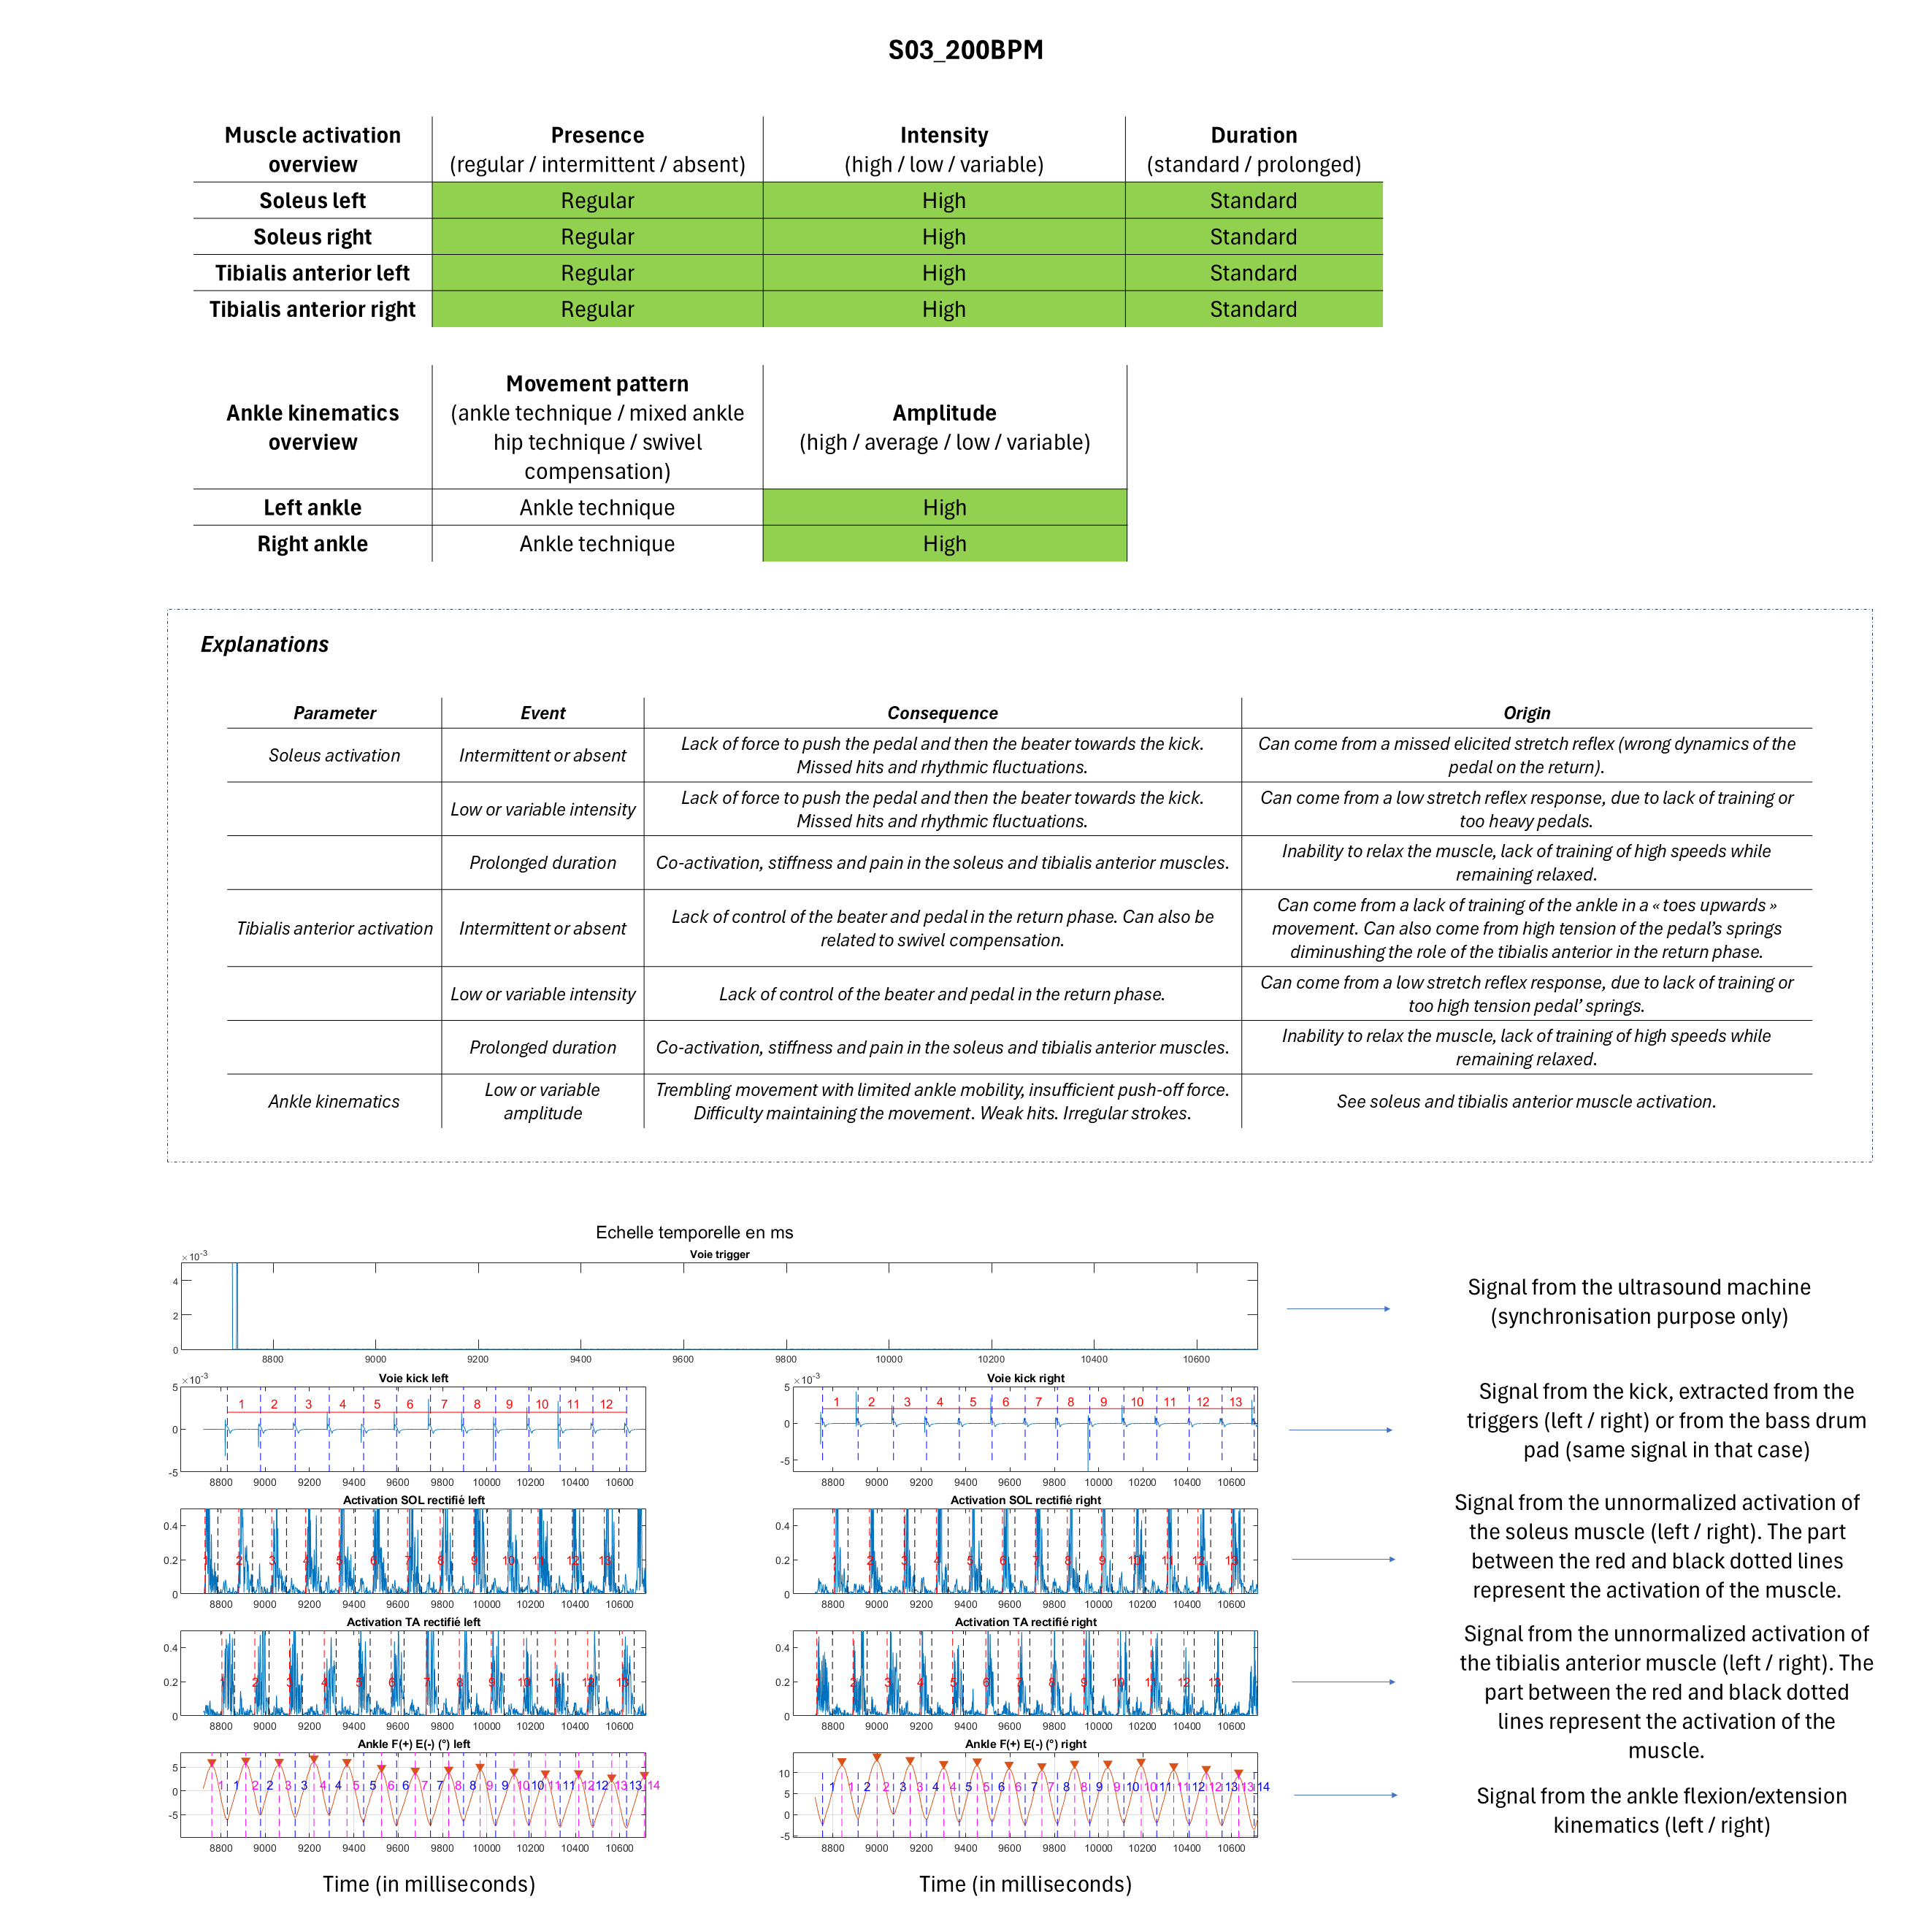 S03_200BPM
Muscle activation
overview
Presence
(regular / intermittent / absent)
Intensity
(high / low / variable)
Duration
(standard / prolonged)
Soleus left
Regular
High
Standard
Soleus right
Regular
High
Standard
Tibialis anterior left
Regular
High
Standard
Tibialis anterior right
Regular
High
Standard
Ankle kinematics
overview
Movement pattern
(ankle technique / mixed ankle
hip technique / swivel
compensation)
Amplitude
(high / average / low / variable)
Left ankle
Ankle technique
High
Right ankle
Ankle technique
High
Explanations
Parameter
Event
Consequence
Origin
Soleus activation
Intermittent or absent
Lack of force to push the pedal and then the beater towards the kick.
Missed hits and rhythmic fluctuations.
Can come from a missed elicited stretch reflex (wrong dynamics of the
pedal on the return).
Low or variable intensity
Lack of force to push the pedal and then the beater towards the kick.
Missed hits and rhythmic fluctuations.
Can come from a low stretch reflex response, due to lack of training or
too heavy pedals.
Prolonged duration
Co-activation, stiffness and pain in the soleus and tibialis anterior muscles.
Inability to relax the muscle, lack of training of high speeds while
remaining relaxed.
Tibialis anterior activation
Intermittent or absent
Lack of control of the beater and pedal in the return phase. Can also be
related to swivel compensation.
Can come from a lack of training of the ankle in a « toes upwards »
movement. Can also come from high tension of the pedal's springs
diminushing the role of the tibialis anterior in the return phase.
Low or variable intensity
Lack of control of the beater and pedal in the return phase.
Can come from a low stretch reflex response, due to lack of training or
too high tension pedal' springs.
Prolonged duration
Co-activation, stiffness and pain in the soleus and tibialis anterior muscles.
Inability to relax the muscle, lack of training of high speeds while
remaining relaxed.
Ankle kinematics
Low or variable
amplitude
Trembling movement with limited ankle mobility, insufficient push-off force.
Difficulty maintaining the movement. Weak hits. Irregular strokes.
See soleus and tibialis anterior muscle activation.
Echelle temporelle en ms
Voie trigger
×10-3
4
2
0
8800 9000 9200 9400 9600 9800 10000 10200 10400 10600
Signal from the ultrasound machine
(synchronisation purpose only)
Voie kick left
×10-3
5
0
-5
1 2 3 4 5 6 7 8 9 10 11 12
8800 9000 9200 9400 9600 9800 10000 10200 10400 10600
Voie kick right
×10-3
5
0
-5
1 2 3 4 5 6 7 8 9 10 11 12 13
8800 9000 9200 9400 9600 9800 10000 10200 10400 10600
Signal from the kick, extracted from the
triggers (left / right) or from the bass drum
pad (same signal in that case)
Activation SOL rectifié left
0.4
0.2
0
1 2 3 4 5 6 7 8 9 10 11 12 13
8800 9000 9200 9400 9600 9800 10000 10200 10400 10600
Activation SOL rectifié right
0.4
0.2
0
1 2 3 4 5 6 7 8 9 10 11 12 13
8800 9000 9200 9400 9600 9800 10000 10200 10400 10600
Signal from the unnormalized activation of
the soleus muscle (left / right). The part
between the red and black dotted lines
represent the activation of the muscle.
Activation TA rectifié left
0.4
0.2
0
1 2 3 4 5 6 7 8 9 10 11 12 13
8800 9000 9200 9400 9600 9800 10000 10200 10400 10600
Activation TA rectifié right
0.4
0.2
0
1 2 3 4 5 6 7 8 9 10 11 12 13
8800 9000 9200 9400 9600 9800 10000 10200 10400 10600
Signal from the unnormalized activation of
the tibialis anterior muscle (left / right). The
part between the red and black dotted
lines represent the activation of the
muscle.
Ankle F(+) E(-) (°) left
5
0
-5
1 1 2 2 3 3 4 4 5 5 6 6 7 7 8 8 9 9 10 10 11 11 12 12 13 13 14
8800 9000 9200 9400 9600 9800 10000 10200 10400 10600
Ankle F(+) E(-) (°) right
10
5
0
-5
1 1 2 2 3 3 4 4 5 5 6 6 7 7 8 8 9 9 10 10 11 11 12 12 13 13 14
8800 9000 9200 9400 9600 9800 10000 10200 10400 10600
Signal from the ankle flexion/extension
kinematics (left / right)
Time (in milliseconds)
Time (in milliseconds)